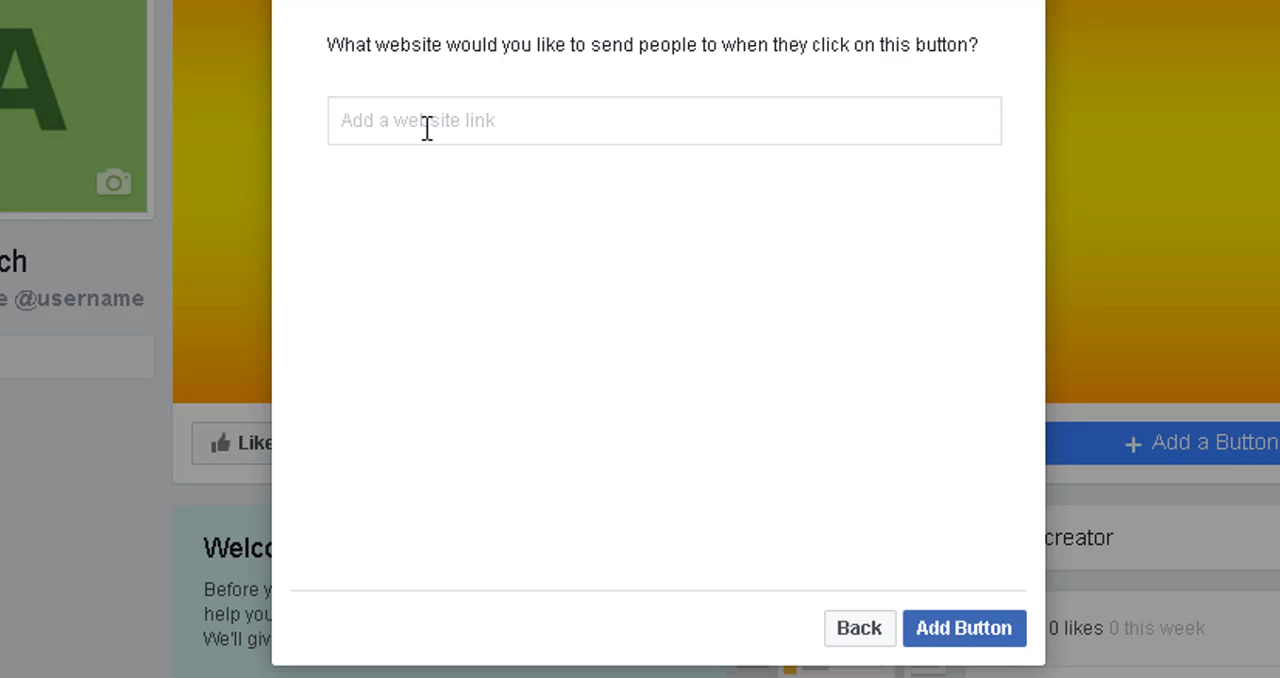 What website would you like to send people to when they click on this button?
Add a website link
A
ch
e @username
Like
+ Add a Button
Welco
creator
Before y
help you
We'll giv
Back
Add Button
0 likes 0 this week